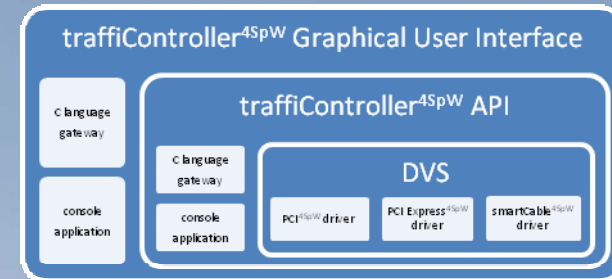 traffiController4SpW Graphical User Interface
C language
gateway
console
application
traffiController4SpW API
C language
gateway
console
application
DVS
PCI4SpW driver
PCI Express4SpW
driver
smartCable4SpW
driver